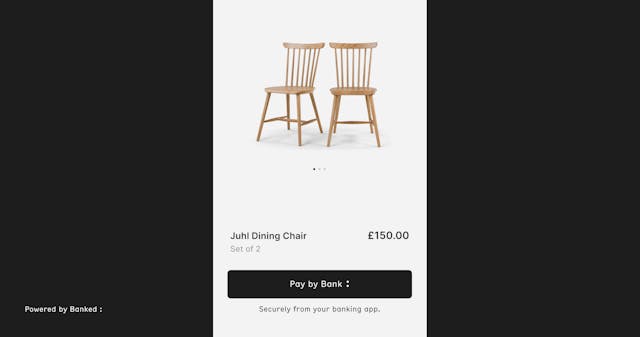 Juhl Dining Chair
£150.00
Set of 2
Pay by Bank :
Securely from your banking app.
Powered by Banked :